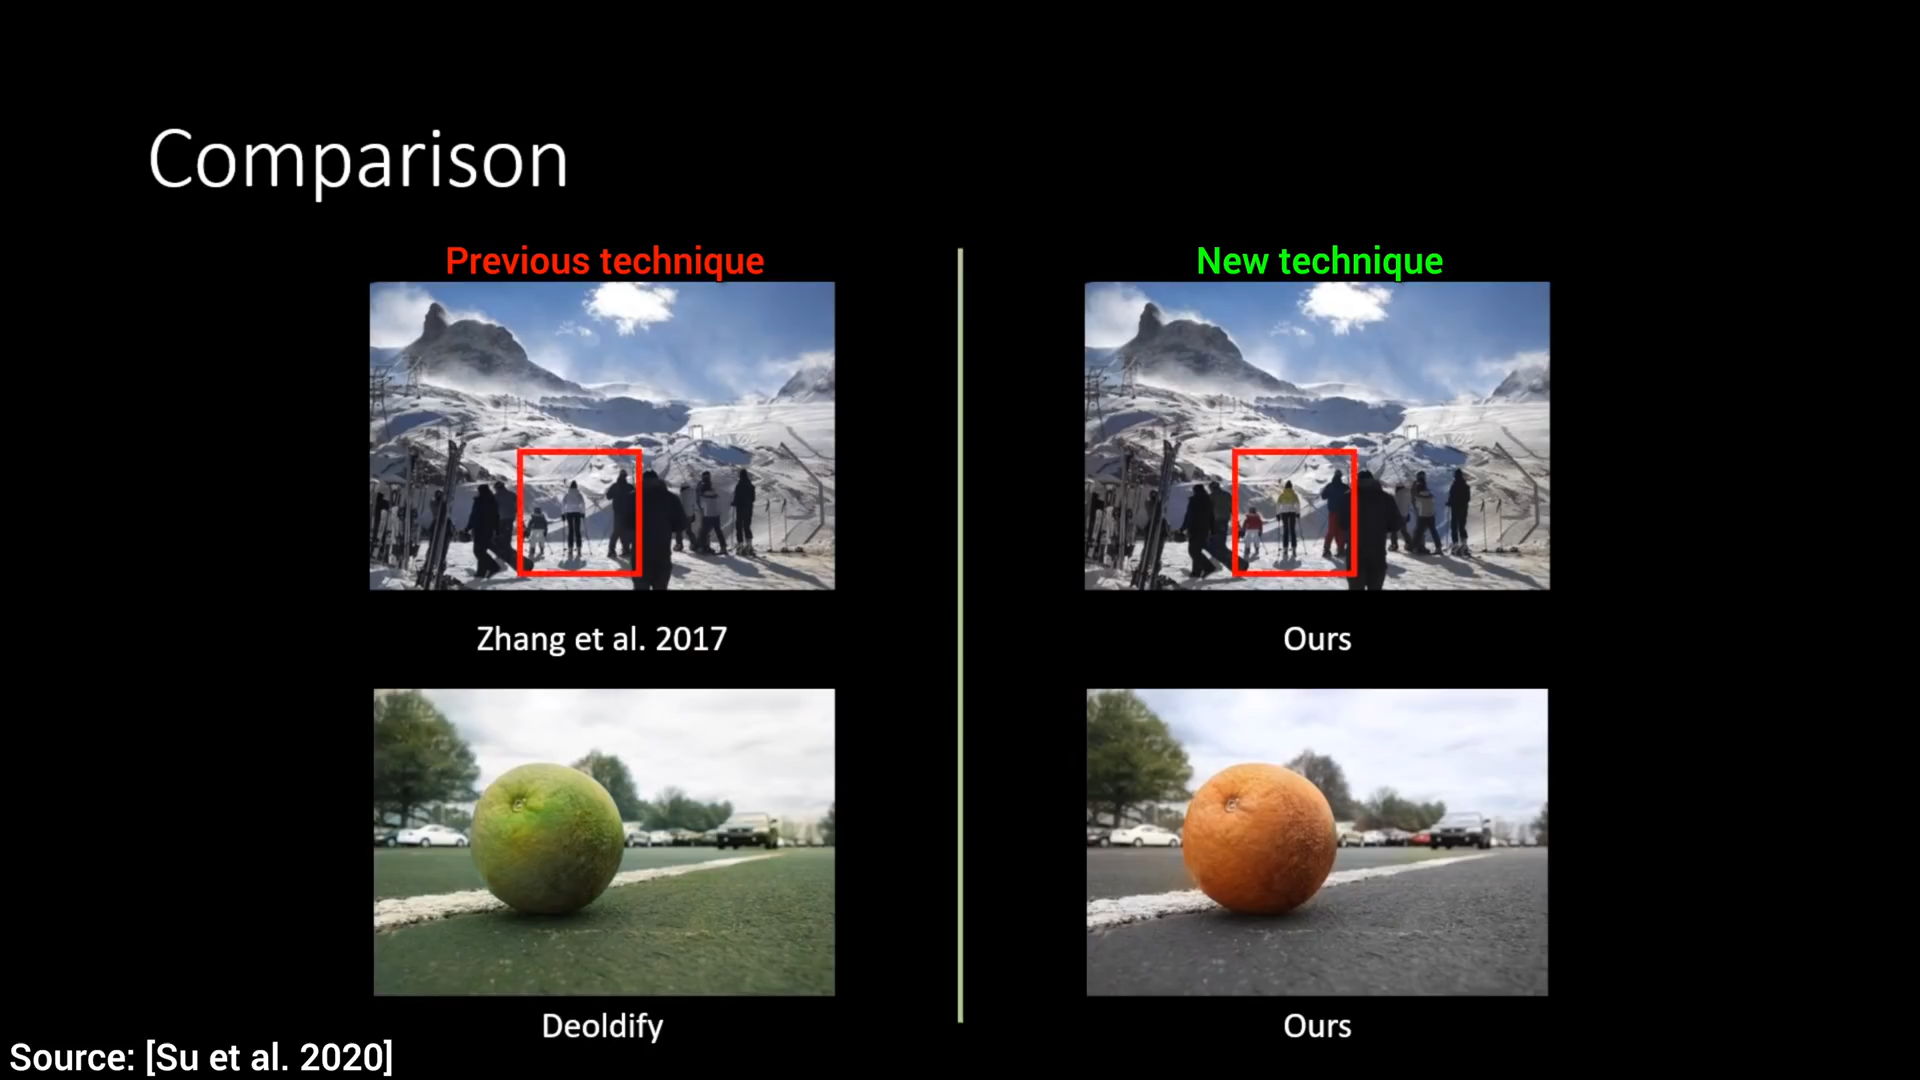 Comparison
Previous technique
New technique
Zhang et al. 2017
Ours
Deoldify
Ours
Source: [Su et al. 2020]